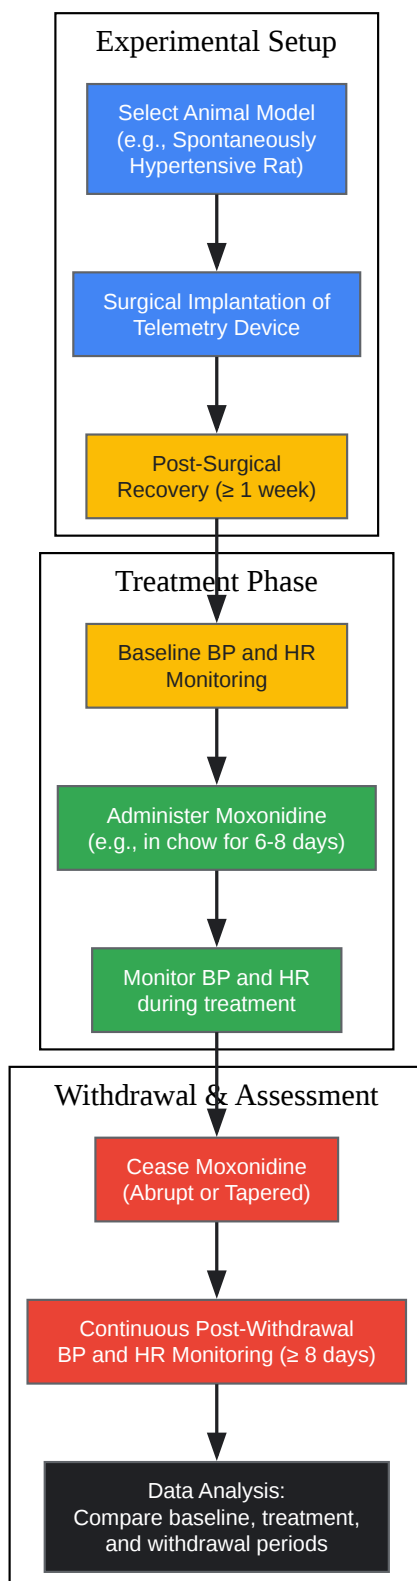 Experimental Setup
Select Animal Model
(e.g., Spontaneously
Hypertensive Rat)
Surgical Implantation of
Telemetry Device
Post-Surgical
Recovery (≥ 1 week)
Treatment Phase
Baseline BP and HR
Monitoring
Administer Moxonidine
(e.g., in chow for 6-8 days)
Monitor BP and HR
during treatment
Withdrawal & Assessment
Cease Moxonidine
(Abrupt or Tapered)
Continuous Post-Withdrawal
BP and HR Monitoring (≥ 8 days)
Data Analysis:
Compare baseline, treatment,
and withdrawal periods